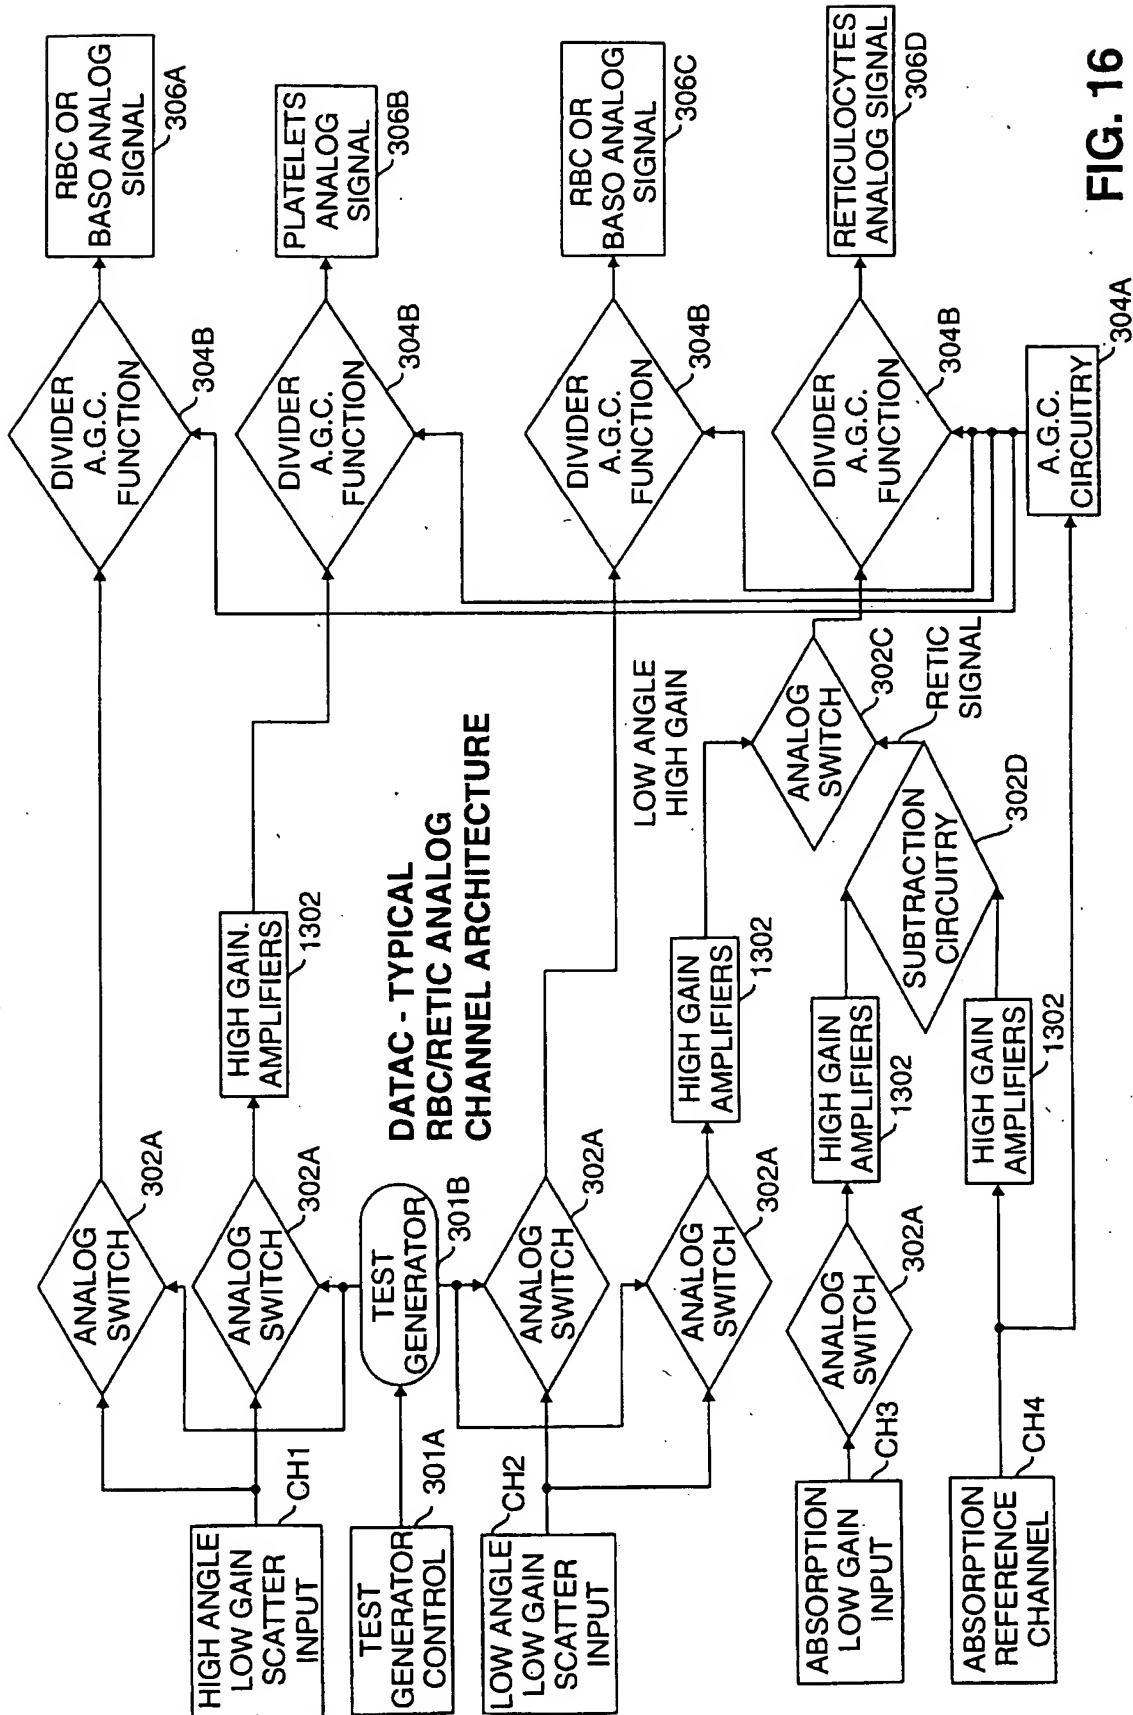 HIGH ANGLE
LOW GAIN
SCATTER
INPUT
CH1
ANALOG
SWITCH
302A
DIVIDER
A.G.C.
FUNCTION
304B
RBC OR
BASO ANALOG
SIGNAL
306A
ANALOG
SWITCH
302A
HIGH GAIN.
AMPLIFIERS
1302
DIVIDER
A.G.C.
FUNCTION
304B
PLATELETS
ANALOG
SIGNAL
306B
TEST
GENERATOR
CONTROL
301A
TEST
GENERATOR
301B
DATAC - TYPICAL
RBC/RETIC ANALOG
CHANNEL ARCHITECTURE
LOW ANGLE
LOW GAIN
SCATTER
INPUT
CH2
ANALOG
SWITCH
302A
DIVIDER
A.G.C.
FUNCTION
304B
RBC OR
BASO ANALOG
SIGNAL
306C
ANALOG
SWITCH
302A
HIGH GAIN
AMPLIFIERS
1302
LOW ANGLE
HIGH GAIN
ANALOG
SWITCH
302C
RETIC
SIGNAL
DIVIDER
A.G.C.
FUNCTION
304B
RETICULOCYTES
ANALOG SIGNAL
306D
ABSORPTION
LOW GAIN
INPUT
CH3
ANALOG
SWITCH
302A
HIGH GAIN
AMPLIFIERS
1302
SUBTRACTION
CIRCUITRY
302D
ABSORPTION
REFERENCE
CHANNEL
CH4
HIGH GAIN
AMPLIFIERS
1302
A.G.C.
CIRCUITRY
304A
FIG. 16